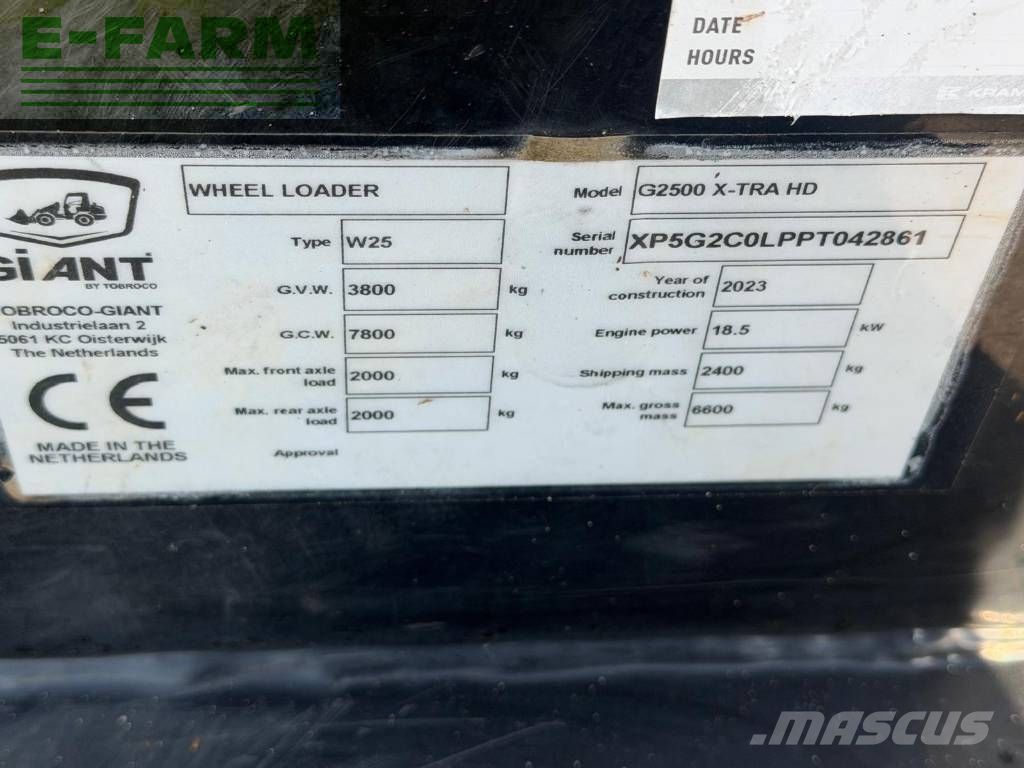 E-FARM
DATE
HOURS
KRAM
WHEEL LOADER
Model G2500 X-TRA HD
Type W25
Serial number XP5G2C0LPPT042861
GiANT
BY TOBROCO
G.V.W. 3800 kg
Year of construction 2023
OBROCO-GIANT
Industrielaan 2
5061 KC Oisterwijk
The Netherlands
G.C.W. 7800 kg
Engine power 18.5 kW
Max. front axle load 2000 kg
Shipping mass 2400 kg
CE
Max. rear axle load 2000 kg
Max. gross mass 6600 kg
MADE IN THE
NETHERLANDS
Approval
mascus